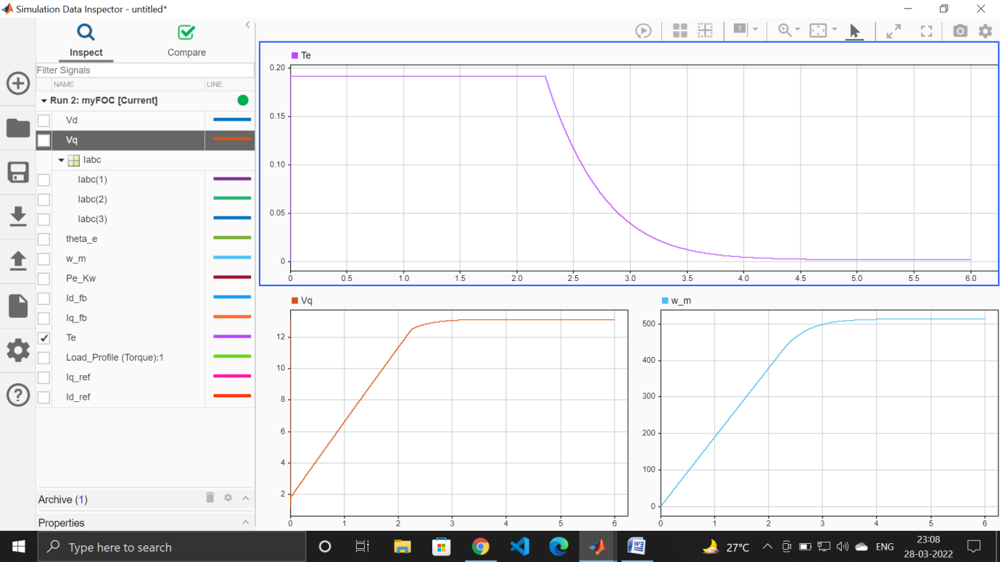 Simulation Data Inspector - untitled*
Inspect
Compare
Filter Signals
NAME
LINE
Run 2: myFOC [Current]
Vd
Vq
Iabc
Iabc(1)
Iabc(2)
Iabc(3)
theta_e
w_m
Pe_Kw
Id_fb
Iq_fb
Te
Load_Profile (Torque):1
Iq_ref
Id_ref
Archive (1)
Properties
1
Te
0.20
0.15
0.10
0.05
0
0 0.5 1.0 1.5 2.0 2.5 3.0 3.5 4.0 4.5 5.0 5.5 6.0
Vq
12
10
8
6
4
2
0 1 2 3 4 5 6
w_m
500
400
300
200
100
0
0 1 2 3 4 5 6
Type here to search
27°C
ENG
23:08
28-03-2022